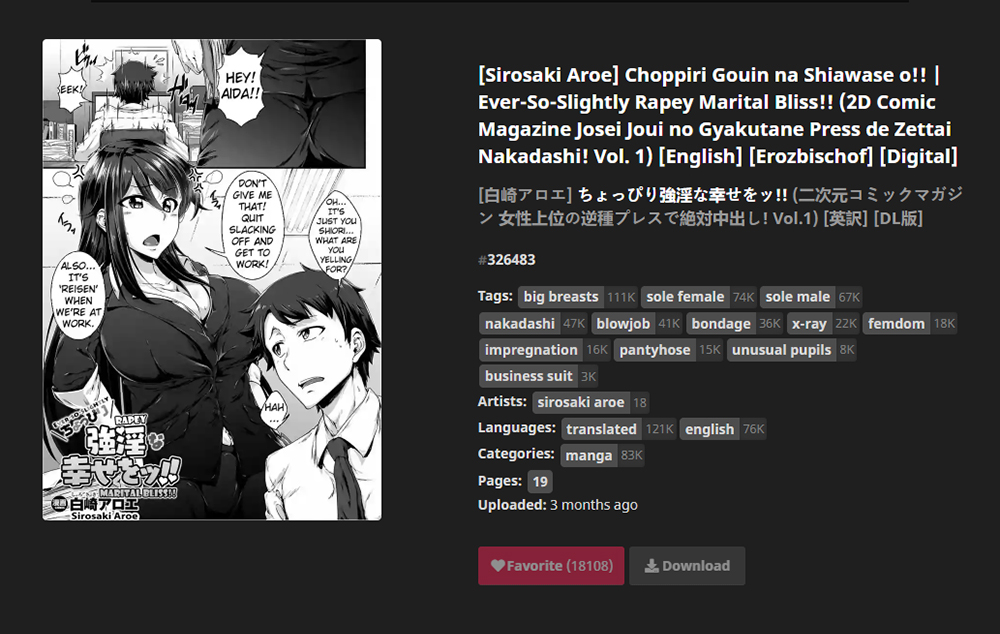 EEK!
HEY!
AIDA!!
DON'T
GIVE ME
THAT!
QUIT
SLACKING
OFF AND
GET TO
WORK!
OH...
IT'S
JUST YOU
SHIORI...
WHAT ARE
YOU
YELLING
FOR?
ALSO...
IT'S
'REISEN'
WHEN
WE'RE AT
WORK.
HAH
...
EVER-SO-SLIGHTLY
RAPEY
強淫な
幸せをッ!!
MARITAL BLISS!!
白崎アロエ
Sirosaki Aroe
[Sirosaki Aroe] Choppiri Gouin na Shiawase o!! |
Ever-So-Slightly Rapey Marital Bliss!! (2D Comic
Magazine Josei Joui no Gyakutane Press de Zettai
Nakadashi! Vol. 1) [English] [Erozbischof] [Digital]
[白崎アロエ] ちょっぴり強淫な幸せをッ!! (二次元コミックマガジ
ン 女性上位の逆種プレスで絶対中出し! Vol.1) [英訳] [DL版]
#326483
Tags: big breasts 111K sole female 74K sole male 67K
nakadashi 47K blowjob 41K bondage 36K x-ray 22K femdom 18K
impregnation 16K pantyhose 15K unusual pupils 8K
business suit 3K
Artists: sirosaki aroe 18
Languages: translated 121K english 76K
Categories: manga 83K
Pages: 19
Uploaded: 3 months ago
Favorite (18108) Download